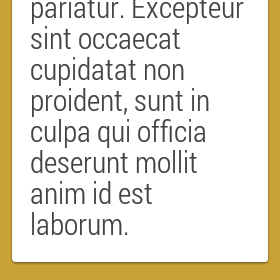 pariatur. Excepteur
sint occaecat
cupidatat non
proident, sunt in
culpa qui officia
deserunt mollit
anim id est
laborum.